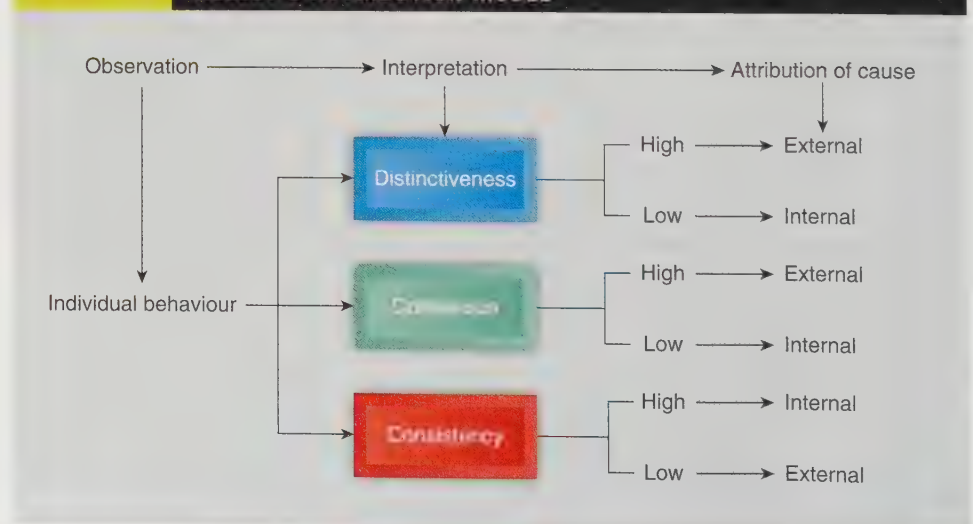 Observation Interpretation Attribution of cause
High External
Distinctiveness
Low Internal
High External
Individual behaviour
Low Internal
High Internal
Consistency
Low External